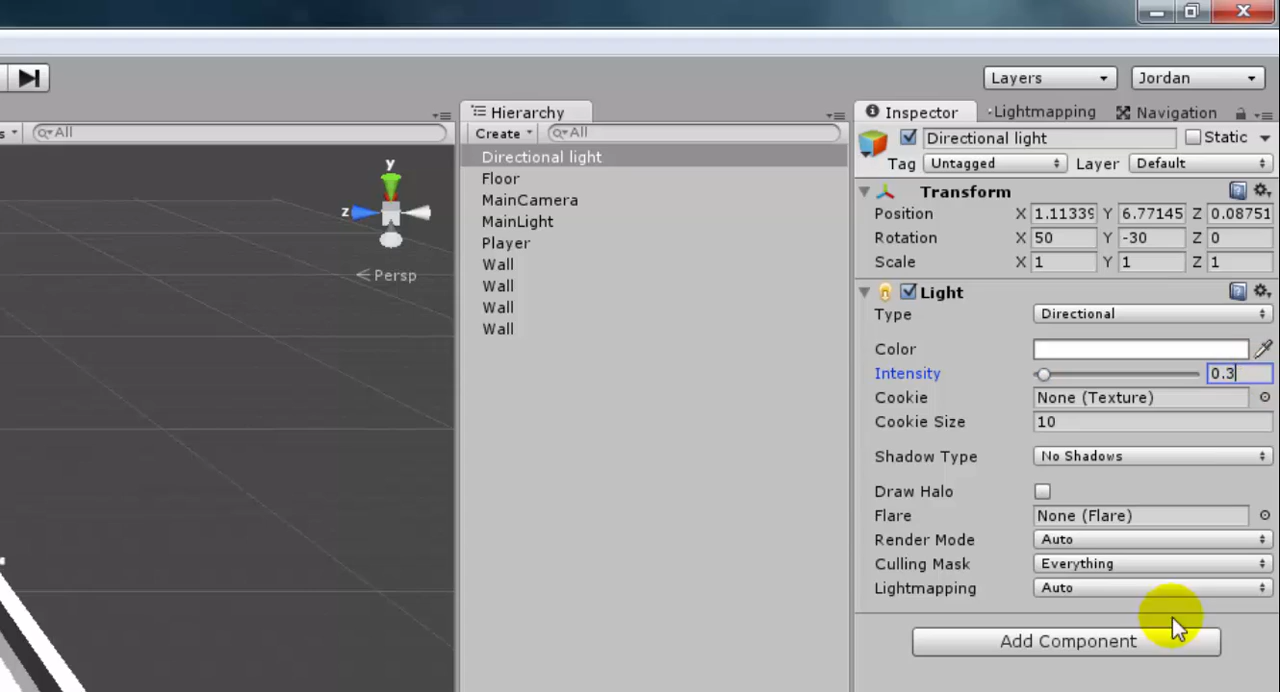 Layers
Jordan
Hierarchy
Inspector
Lightmapping
Navigation
s
All
Create
All
Directional light
Static
Tag
Untagged
Layer
Default
Directional light
Floor
MainCamera
MainLight
Player
Wall
Wall
Wall
Wall
y
z
Persp
Transform
Position X 1.11339 Y 6.77145 Z 0.08751
Rotation X 50 Y -30 Z 0
Scale X 1 Y 1 Z 1
Light
Type Directional
Color
Intensity 0.3
Cookie None (Texture)
Cookie Size 10
Shadow Type No Shadows
Draw Halo
Flare None (Flare)
Render Mode Auto
Culling Mask Everything
Lightmapping Auto
Add Component